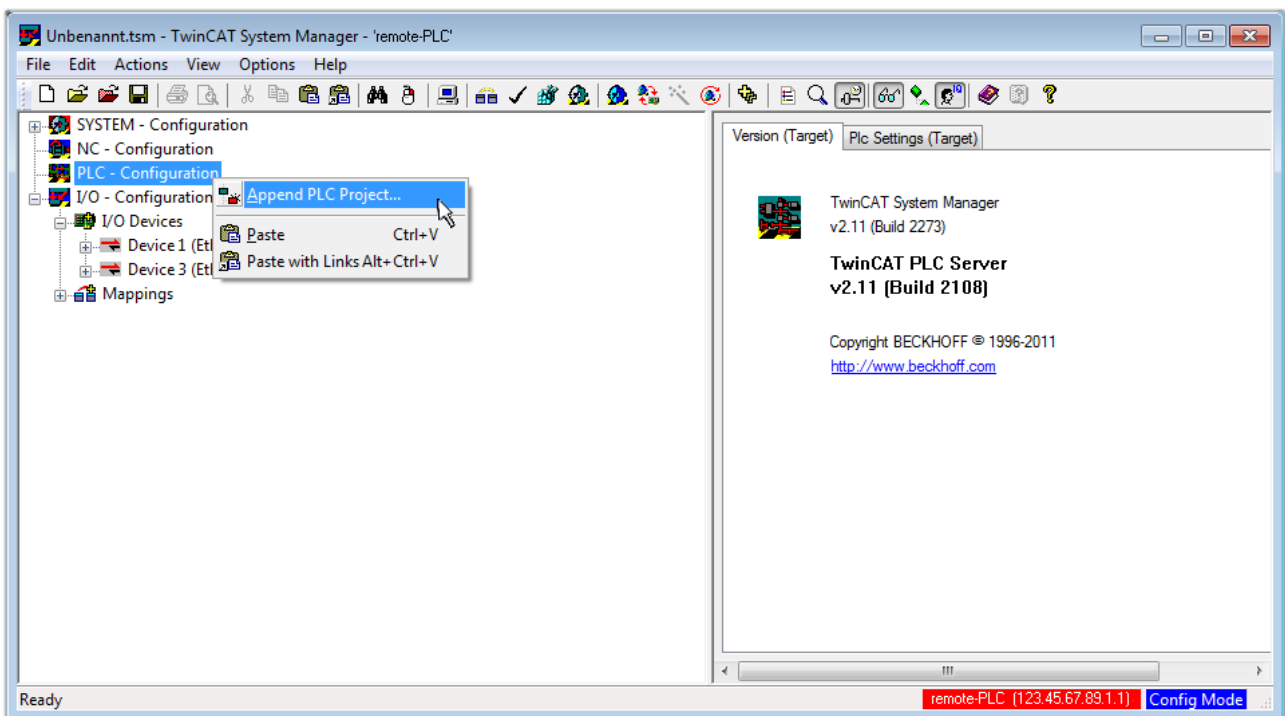 Unbenannt.tsm - TwinCAT System Manager - 'remote-PLC'
File Edit Actions View Options Help
SYSTEM - Configuration
NC - Configuration
PLC - Configuration
I/O - Configuration
I/O Devices
Device 1 (Etl
Device 3 (Etl
Mappings
Append PLC Project...
Paste Ctrl+V
Paste with Links Alt+Ctrl+V
Version (Target) Plc Settings (Target)
TwinCAT System Manager
v2.11 (Build 2273)
TwinCAT PLC Server
v2.11 (Build 2108)
Copyright BECKHOFF © 1996-2011
http://www.beckhoff.com
Ready
remote-PLC (123.45.67.89.1.1) Config Mode